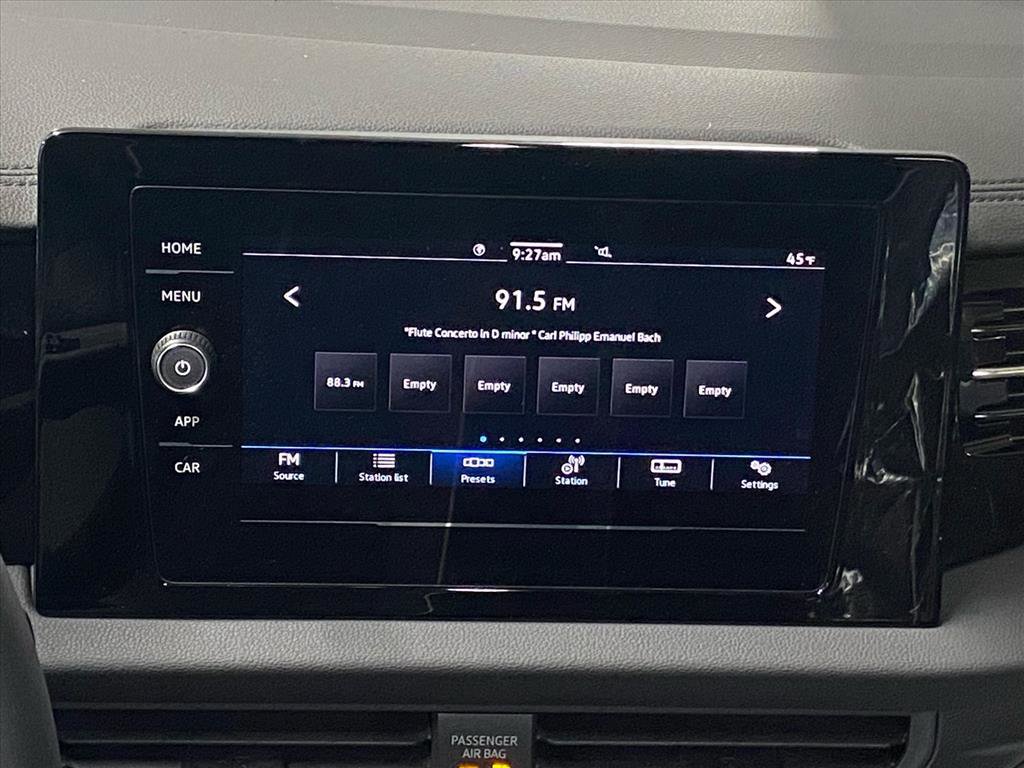 HOME
9:27am
45°F
MENU
91.5 FM
"Flute Concerto in D minor " Carl Philipp Emanuel Bach
88.3 FM
Empty
Empty
Empty
Empty
Empty
APP
CAR
FM
Source
Station list
Presets
Station
Tune
Settings
PASSENGER
AIR BAG